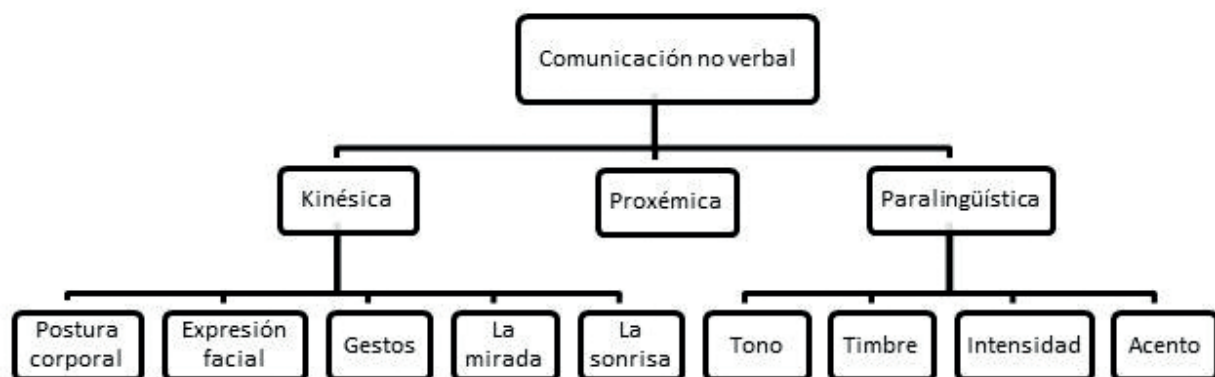 Comunicación no verbal
Kinésica
Proxémica
Paralingüística
Postura
corporal
Expresión
facial
Gestos
La
mirada
La
sonrisa
Tono
Timbre
Intensidad
Acento